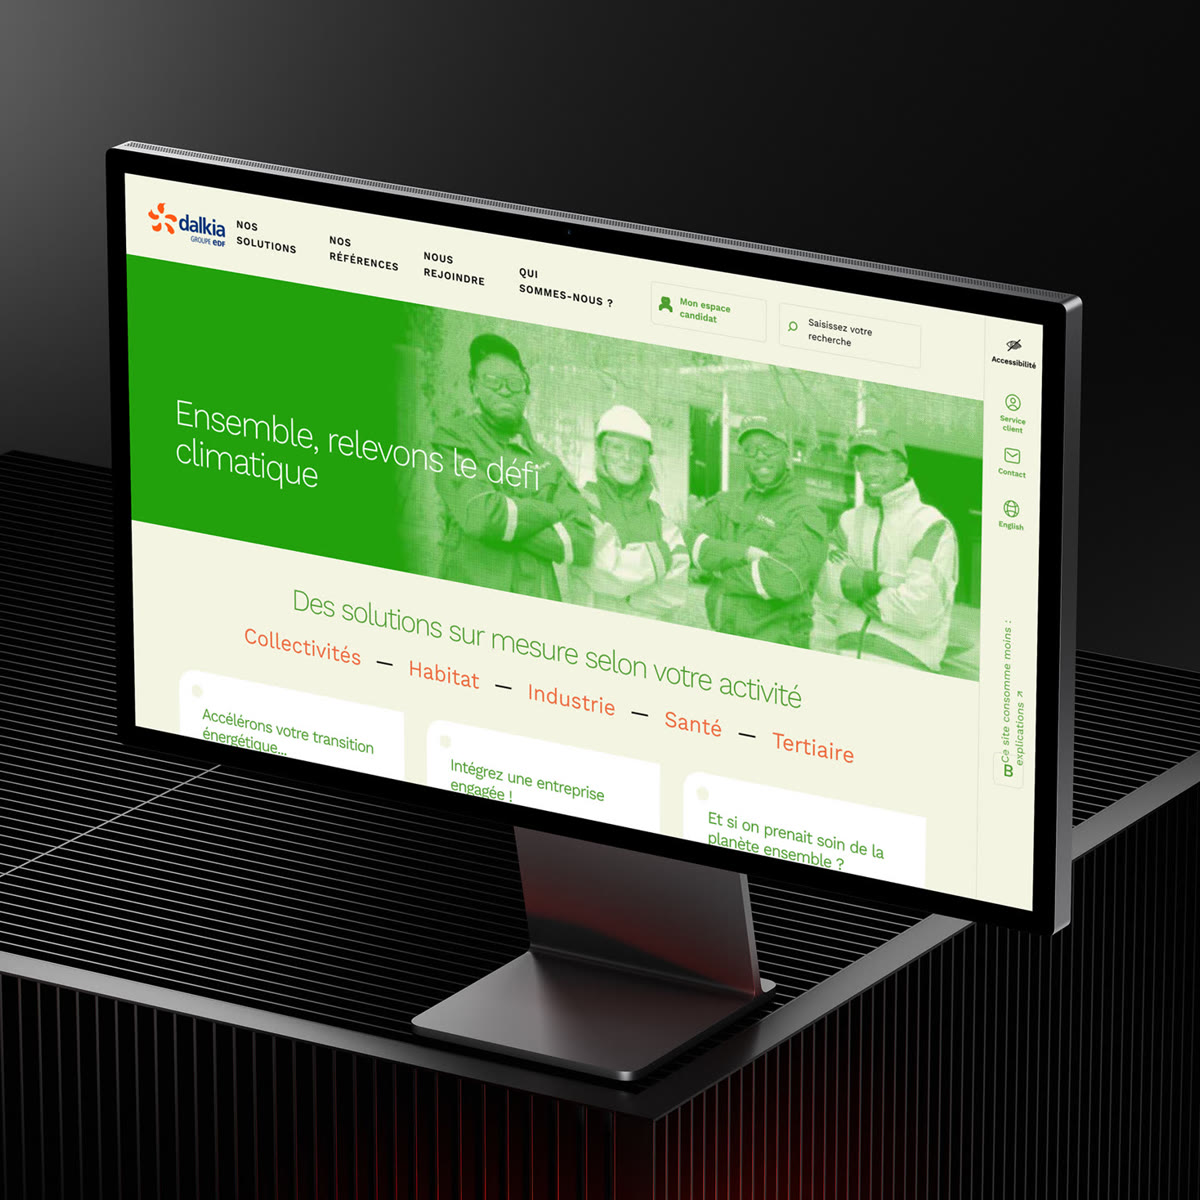 dalkia
GROUPE EDF
NOS
SOLUTIONS
NOS
RÉFÉRENCES
NOUS
REJOINDRE
QUI
SOMMES-NOUS ?
Mon espace
candidat
Saisissez votre
recherche
Accessibilité
Service
client
Contact
English
Ensemble, relevons le défi
climatique
Des solutions sur mesure selon votre activité
Collectivités — Habitat — Industrie — Santé — Tertiaire
Accélérons votre transition
énergétique...
Intégrez une entreprise
engagée !
Et si on prenait soin de la
planète ensemble ?
Ce site consomme moins :
explications ↗
B